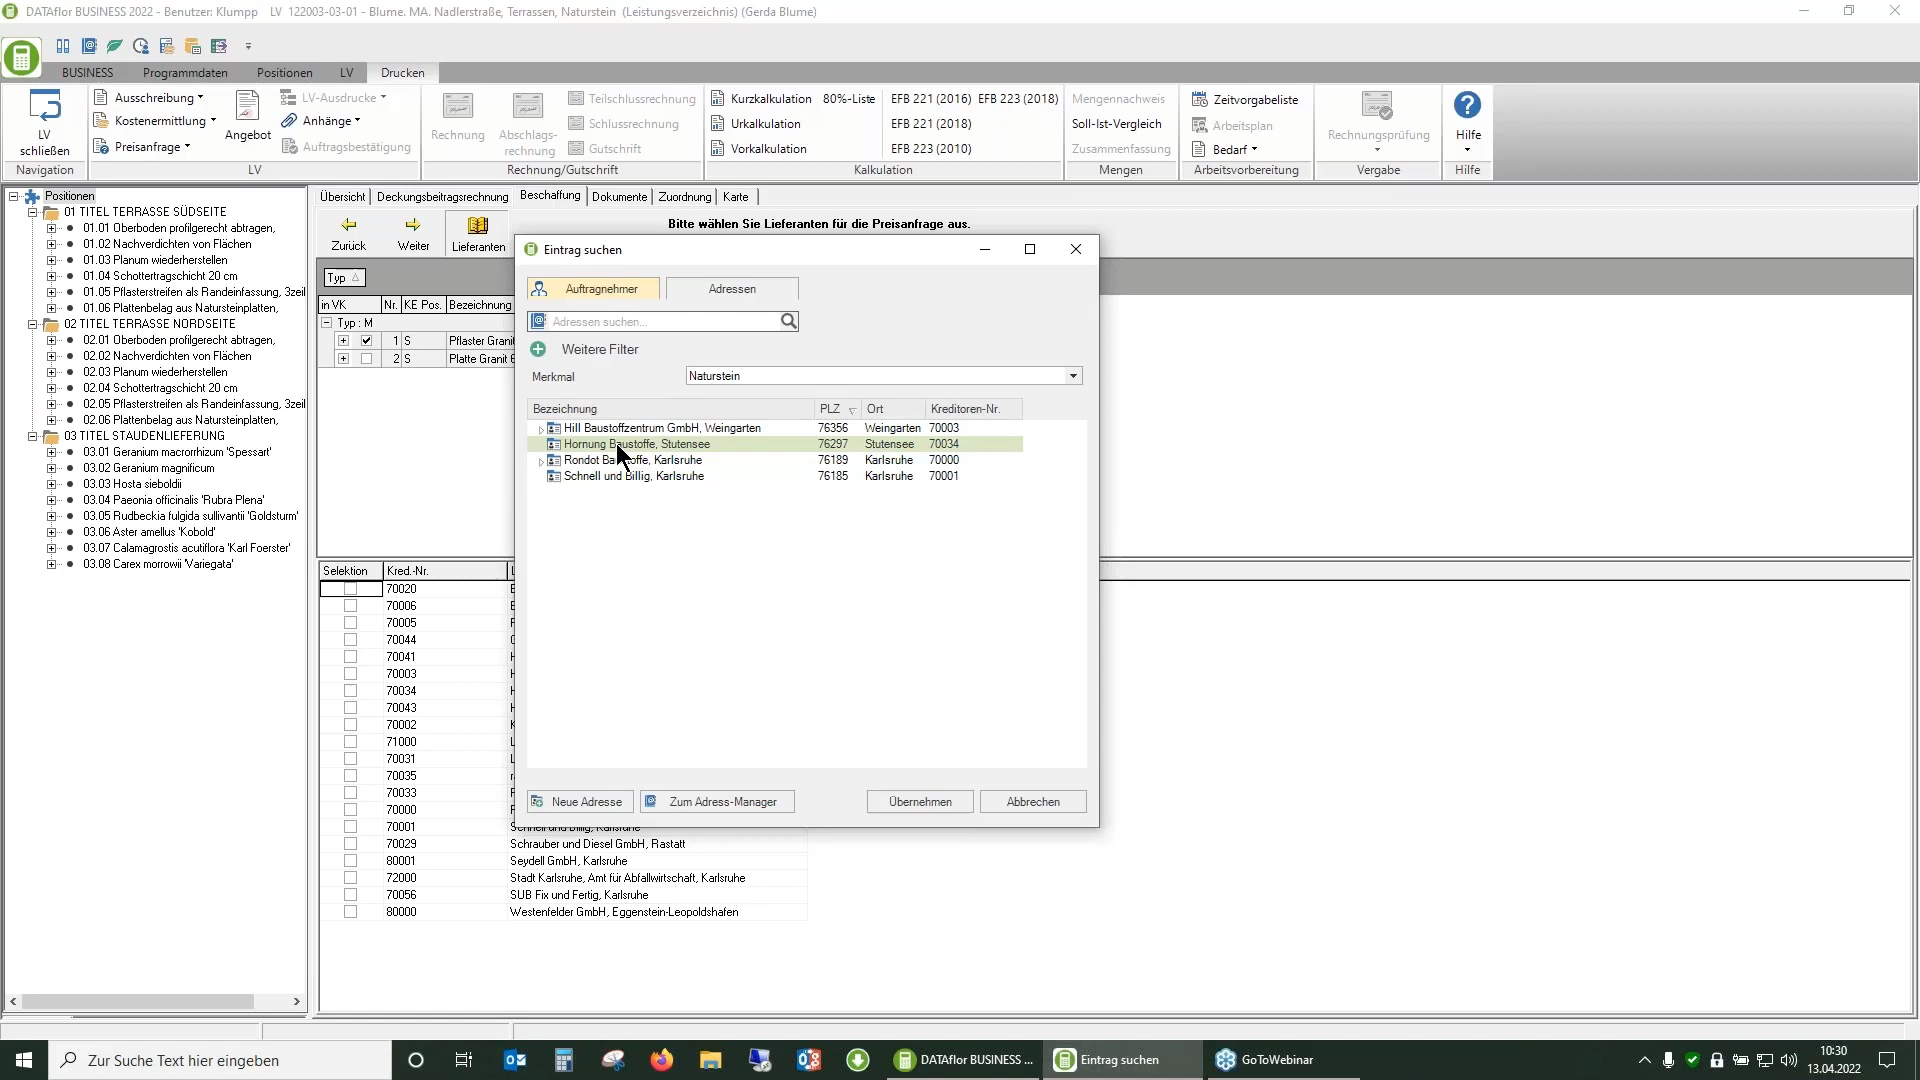 DATAflor BUSINESS 2022 - Benutzer: Klumpp    LV  122003-03-01 - Blume. MA. Nadlerstraße, Terrassen, Naturstein  (Leistungsverzeichnis) (Gerda Blume)
BUSINESS Programmdaten Positionen LV Drucken
LV schließen
Navigation
Ausschreibung
Kostenermittlung
Preisanfrage
Angebot
LV-Ausdrucke
Anhänge
Auftragsbestätigung
LV
Rechnung
Abschlags-
rechnung
Teilschlussrechnung
Schlussrechnung
Gutschrift
Rechnung/Gutschrift
Kurzkalkulation 80%-Liste EFB 221 (2016) EFB 223 (2018)
Urkalkulation EFB 221 (2018)
Vorkalkulation EFB 223 (2010)
Kalkulation
Mengennachweis
Soll-Ist-Vergleich
Zusammenfassung
Mengen
Zeitvorgabeliste
Arbeitsplan
Bedarf
Arbeitsvorbereitung
Rechnungsprüfung
Vergabe
Hilfe
Hilfe
Positionen
01 TITEL TERRASSE SÜDSEITE
01.01 Oberboden profilgerecht abtragen,
01.02 Nachverdichten von Flächen
01.03 Planum wiederherstellen
01.04 Schottertragschicht 20 cm
01.05 Pflasterstreifen als Randeinfassung, 3zeil
01.06 Plattenbelag aus Natursteinplatten,
02 TITEL TERRASSE NORDSEITE
02.01 Oberboden profilgerecht abtragen,
02.02 Nachverdichten von Flächen
02.03 Planum wiederherstellen
02.04 Schottertragschicht 20 cm
02.05 Pflasterstreifen als Randeinfassung, 3zeil
02.06 Plattenbelag aus Natursteinplatten,
03 TITEL STAUDENLIEFERUNG
03.01 Geranium macrorrhizum 'Spessart'
03.02 Geranium magnificum
03.03 Hosta sieboldii
03.04 Paeonia officinalis 'Rubra Plena'
03.05 Rudbeckia fulgida sullivantii 'Goldsturm'
03.06 Aster amellus 'Kobold'
03.07 Calamagrostis acutiflora 'Karl Foerster'
03.08 Carex morrowii 'Variegata'
Übersicht Deckungsbeitragsrechnung Beschaffung Dokumente Zuordnung Karte
Zurück Weiter Lieferanten
Bitte wählen Sie Lieferanten für die Preisanfrage aus.
Typ
in VK Nr. KE Pos. Bezeichnung
Typ : M
1 S Pflaster Grani
2 S Platte Granit 6
Eintrag suchen
Auftragnehmer Adressen
Adressen suchen...
Weitere Filter
Merkmal Naturstein
Bezeichnung PLZ Ort Kreditoren-Nr.
Hill Baustoffzentrum GmbH, Weingarten 76356 Weingarten 70003
Hornung Baustoffe, Stutensee 76297 Stutensee 70034
Rondot Baustoffe, Karlsruhe 76189 Karlsruhe 70000
Schnell und Billig, Karlsruhe 76185 Karlsruhe 70001
Neue Adresse Zum Adress-Manager Übernehmen Abbrechen
Selektion Kred.-Nr.
70020
70006
70005
70044
70041
70003
70034
70043
70002
71000
70031
70035
70033
70000
70001 Schnell und Billig, Karlsruhe
70029 Schrauber und Diesel GmbH, Rastatt
80001 Seydell GmbH, Karlsruhe
72000 Stadt Karlsruhe, Amt für Abfallwirtschaft, Karlsruhe
70056 SUB Fix und Fertig, Karlsruhe
80000 Westenfelder GmbH, Eggenstein-Leopoldshafen
Zur Suche Text hier eingeben
DATAflor BUSINESS ...
Eintrag suchen
GoToWebinar
10:30
13.04.2022